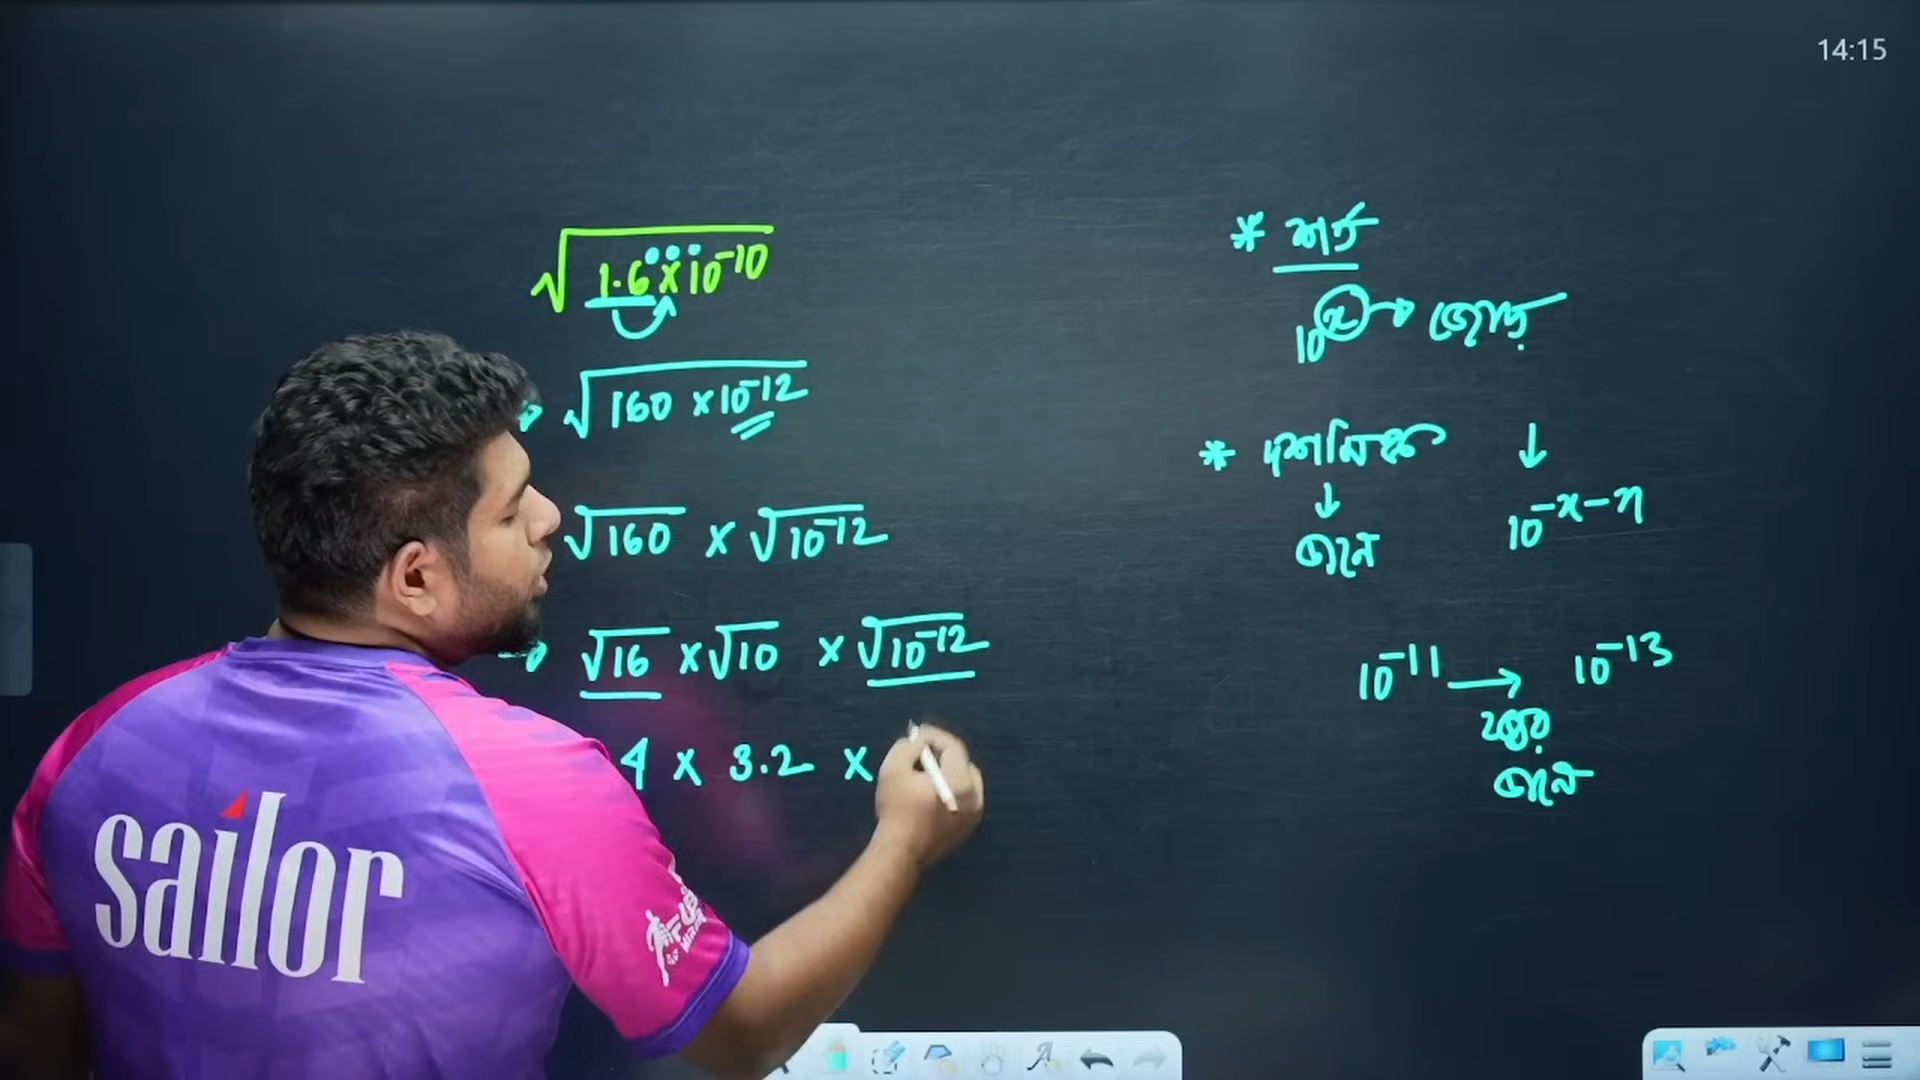 14:15
√1.6×10^-10
√160 ×10^-12
√160 × √10^-12
√16 ×√10 × √10^-12
4 × 3.2 ×
* শর্ত
10^x → জোড়
* দশমিক ↓
↓ 10^-x-n
ডানে
10^-11 → 10^-13
২ঘর
ডানে
sailor